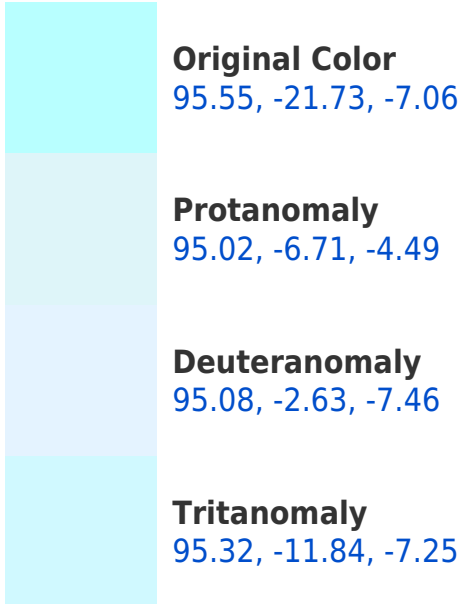 Original Color
95.55, -21.73, -7.06
Protanomaly
95.02, -6.71, -4.49
Deuteranomaly
95.08, -2.63, -7.46
Tritanomaly
95.32, -11.84, -7.25